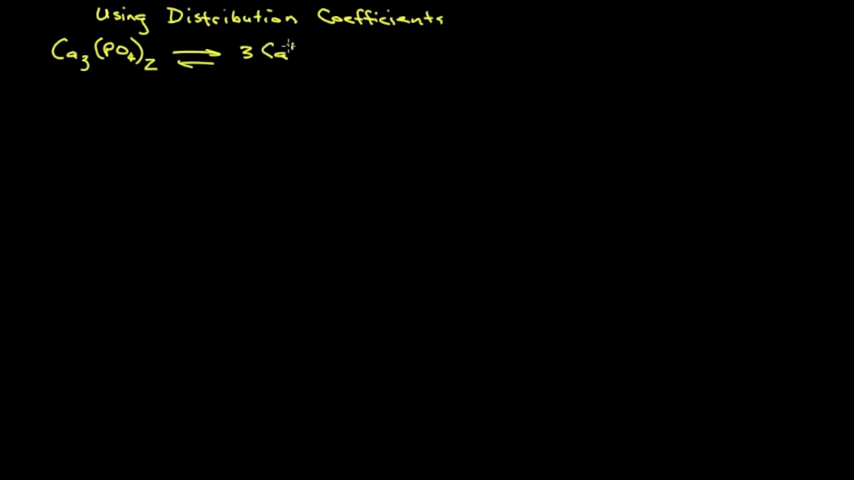 Using Distribution Coefficients
Ca₃(PO₄)₂ ⇌ 3 Ca